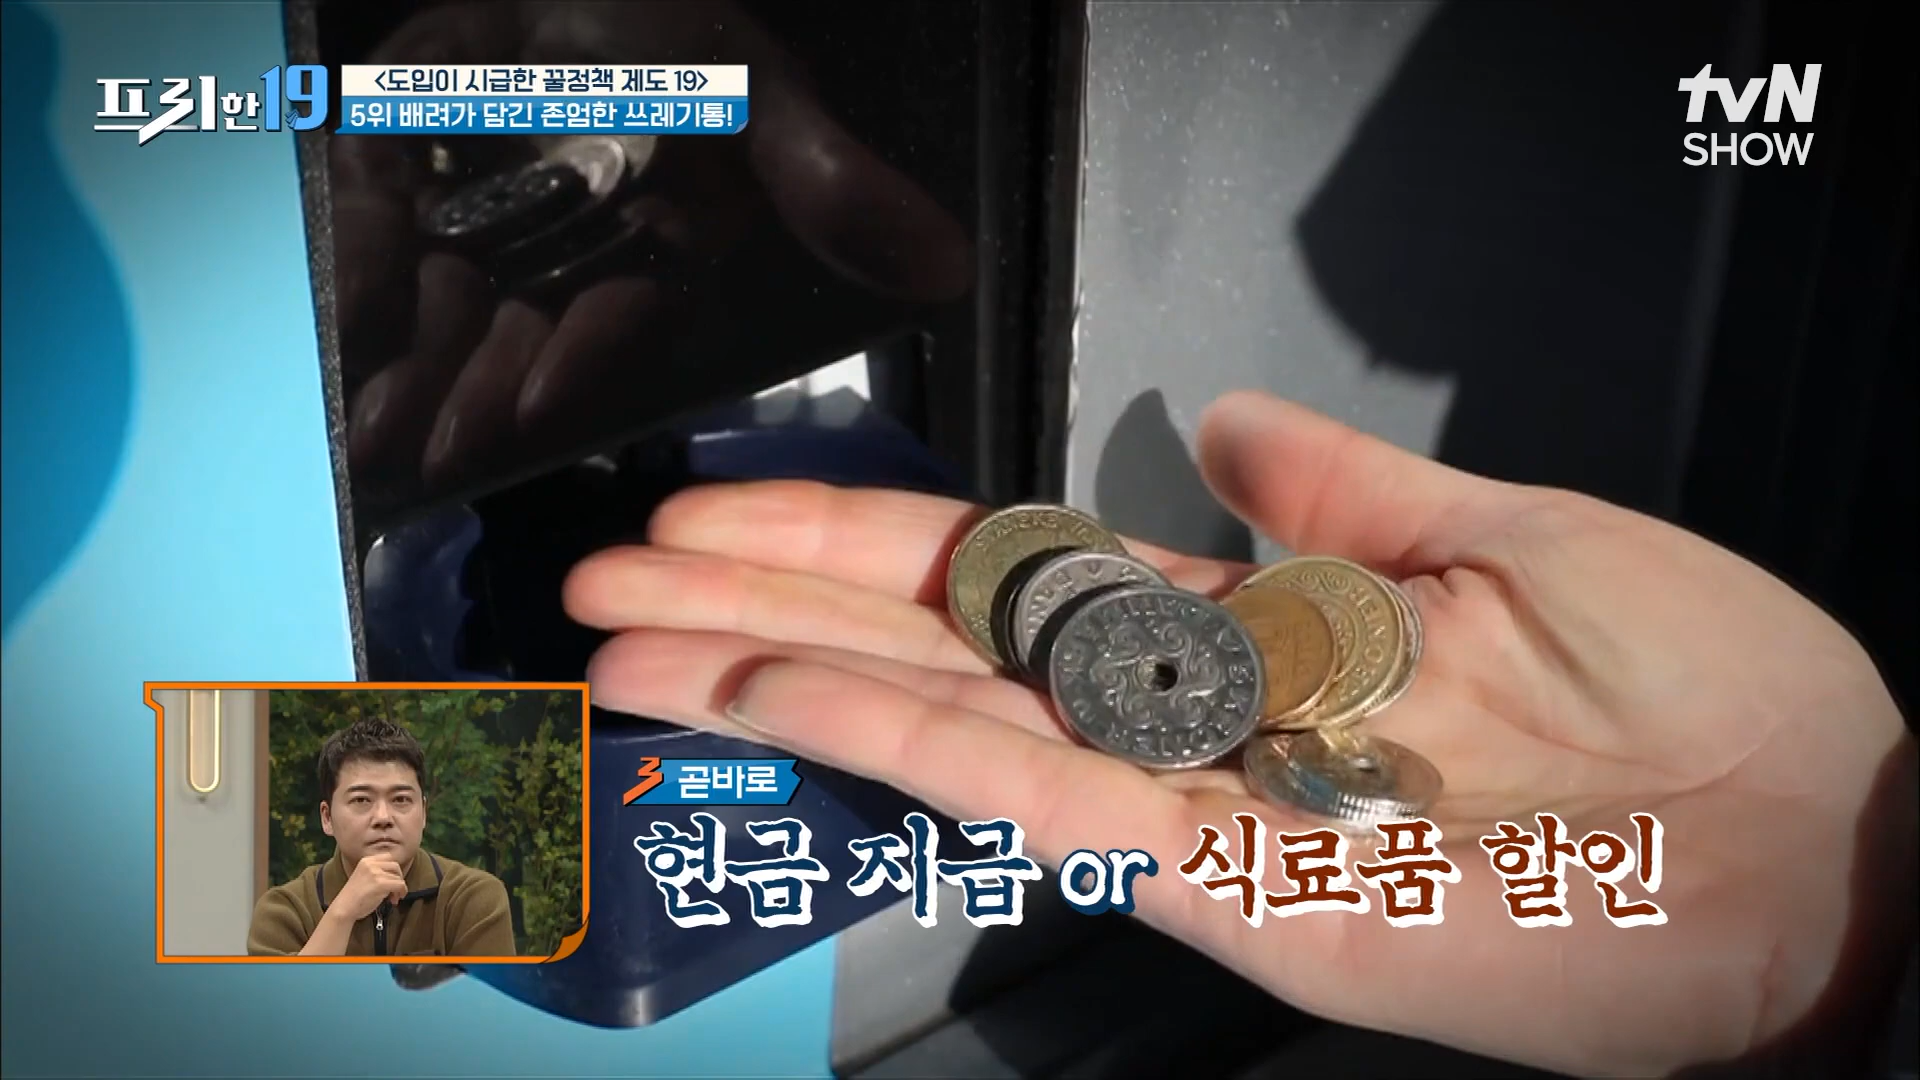 프리한19
<도입이 시급한 꿀정책 제도 19>
5위 배려가 담긴 존엄한 쓰레기통!
tvN
SHOW
곧바로
현금 지급 or 식료품 할인